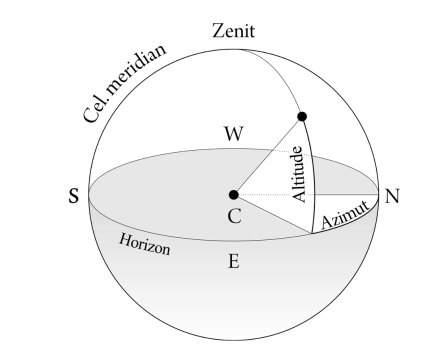 Zenit
Cel. meridian
W
Altitude
S
N
C
Azimut
Horizon
E